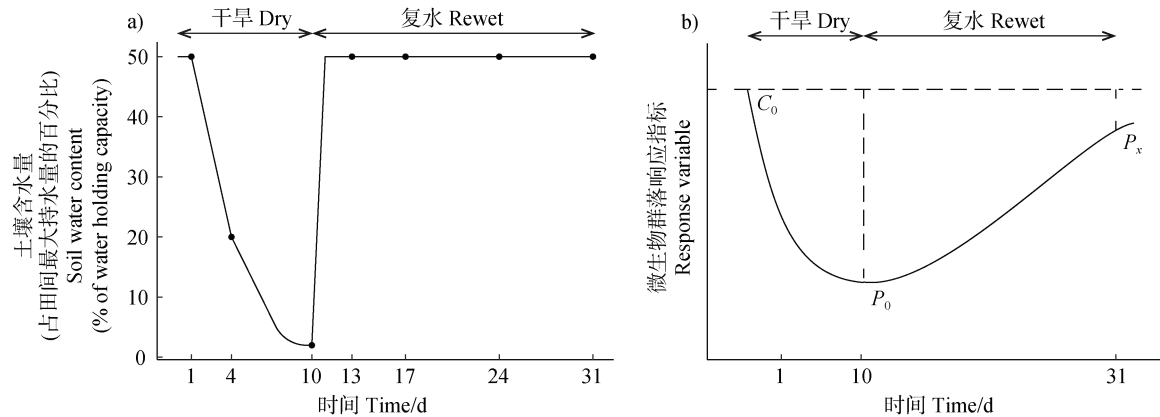 a)
干旱 Dry
复水 Rewet
土壤含水量
(占田间最大持水量的百分比)
Soil water content
(% of water holding capacity)
50
40
30
20
10
0
1 4 10 13 17 24 31
时间 Time/d
b)
干旱 Dry
复水 Rewet
微生物群落响应指标
Response variable
C0
P0
Px
1 10 31
时间 Time/d